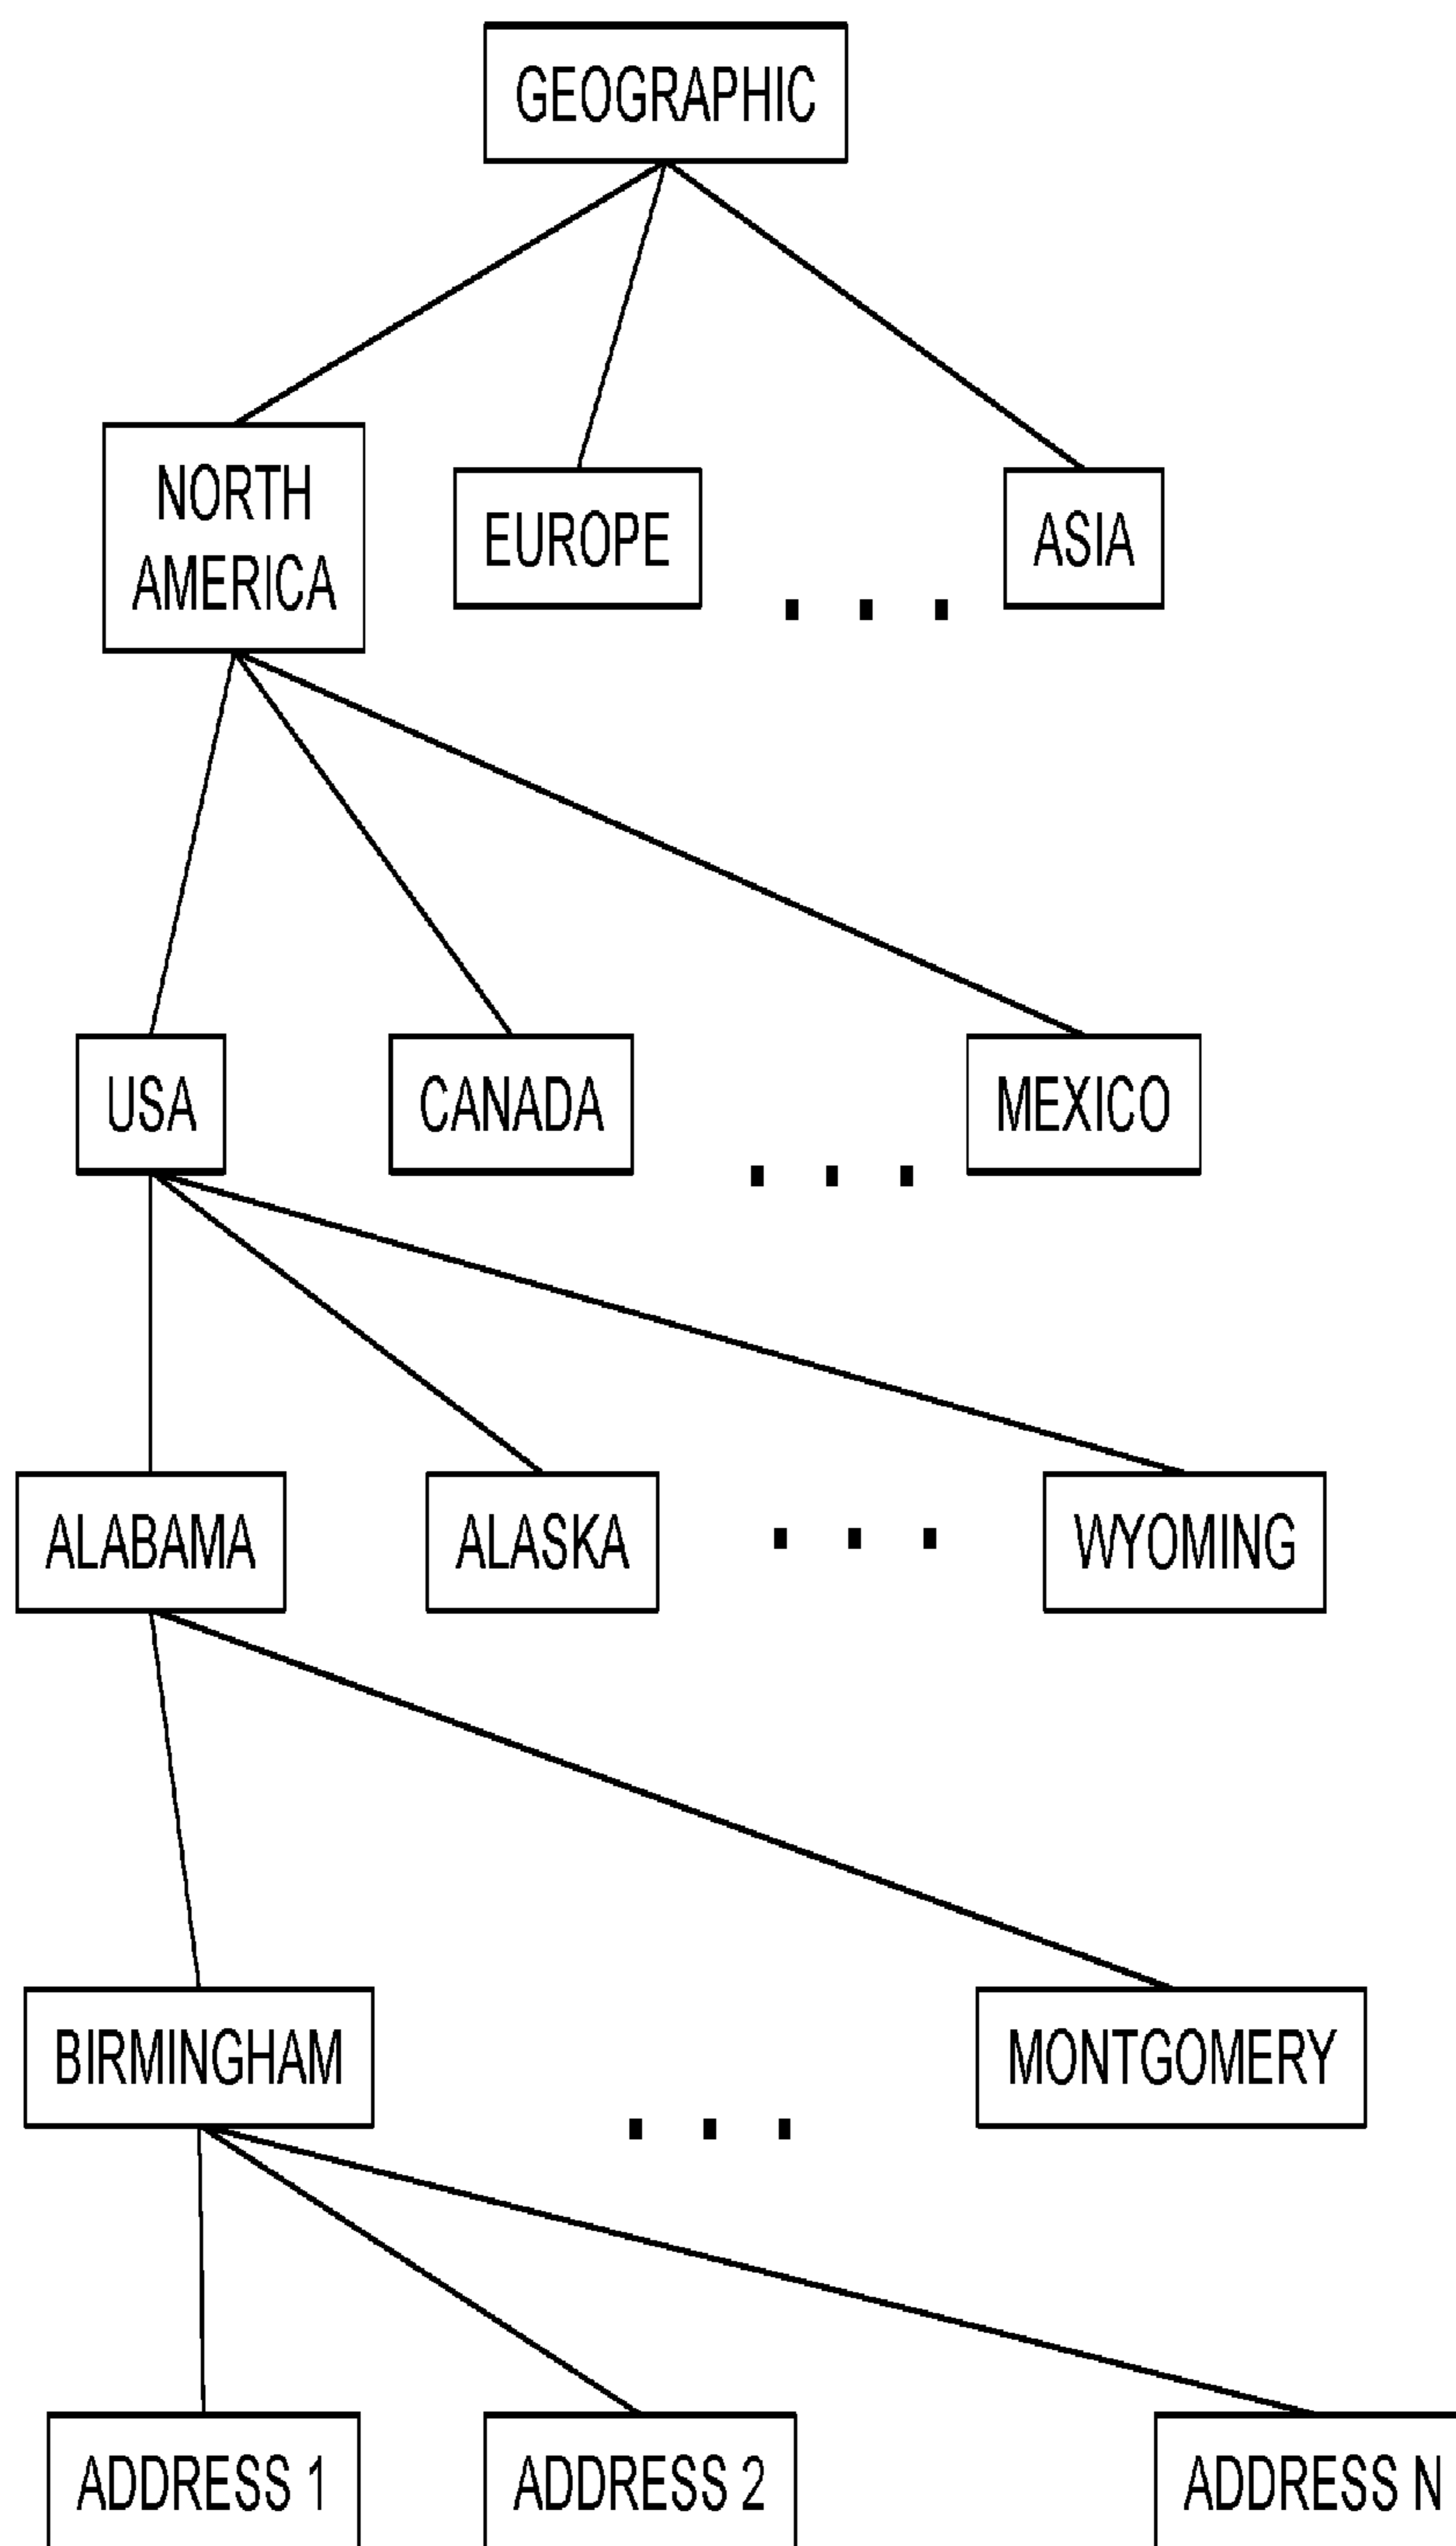 GEOGRAPHIC
NORTH
AMERICA
EUROPE
. . .
ASIA
USA
CANADA
. . .
MEXICO
ALABAMA
ALASKA
. . .
WYOMING
BIRMINGHAM
. . .
MONTGOMERY
ADDRESS 1
ADDRESS 2
ADDRESS N